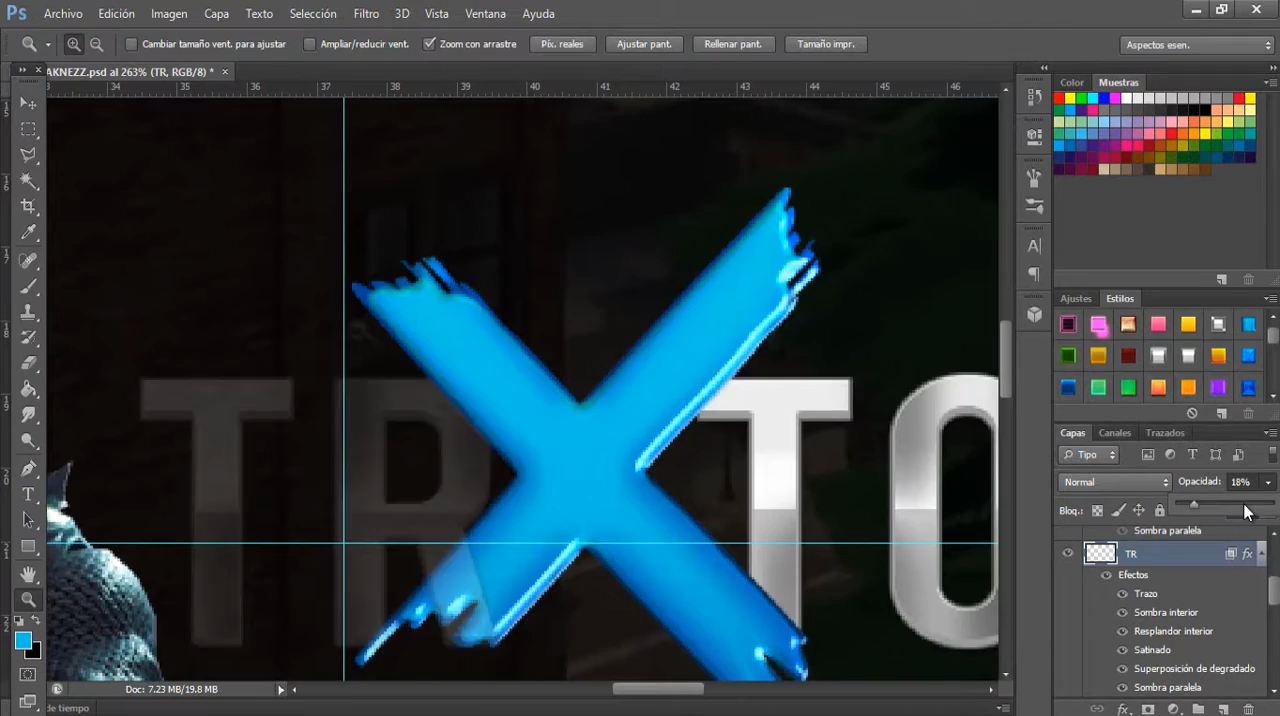 Ps Archivo Edición Imagen Capa Texto Selección Filtro 3D Vista Ventana Ayuda
Cambiar tamaño vent. para ajustar Ampliar/reducir vent. Zoom con arrastre Píx. reales Ajustar pant. Rellenar pant. Tamaño impr. Aspectos esen.
AKNEZZ.psd al 263% (TR, RGB/8) * ×
34 35 36 37 38 39 40 41 42 43 44 45 46
Color Muestras
Ajustes Estilos
TR TO
Capas Canales Trazados
Tipo
Normal Opacidad: 18%
Bloq.:
Sombra paralela
TR fx
Efectos
Trazo
Sombra interior
Resplandor interior
Satinado
Superposición de degradado
Sombra paralela
Doc: 7.23 MB/19.8 MB
de tiempo